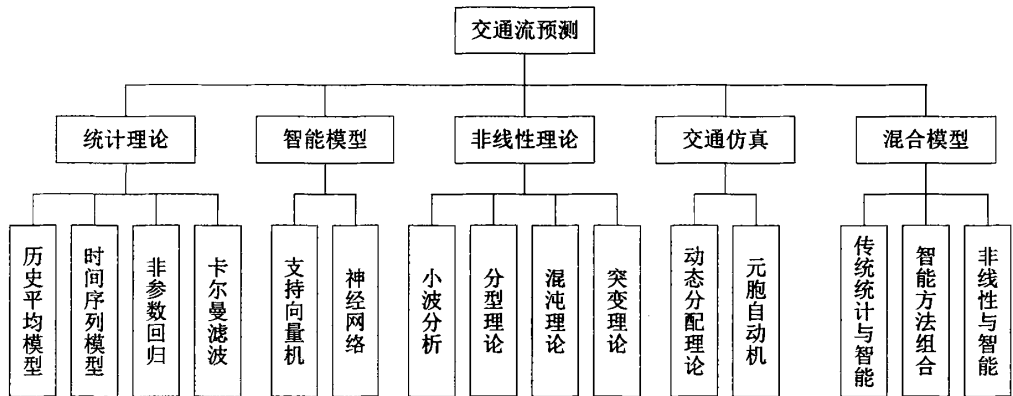 交通流预测
统计理论
智能模型
非线性理论
交通仿真
混合模型
历史平均模型
时间序列模型
非参数回归
卡尔曼滤波
支持向量机
神经网络
小波分析
分型理论
混沌理论
突变理论
动态分配理论
元胞自动机
传统统计与智能
智能方法组合
非线性与智能